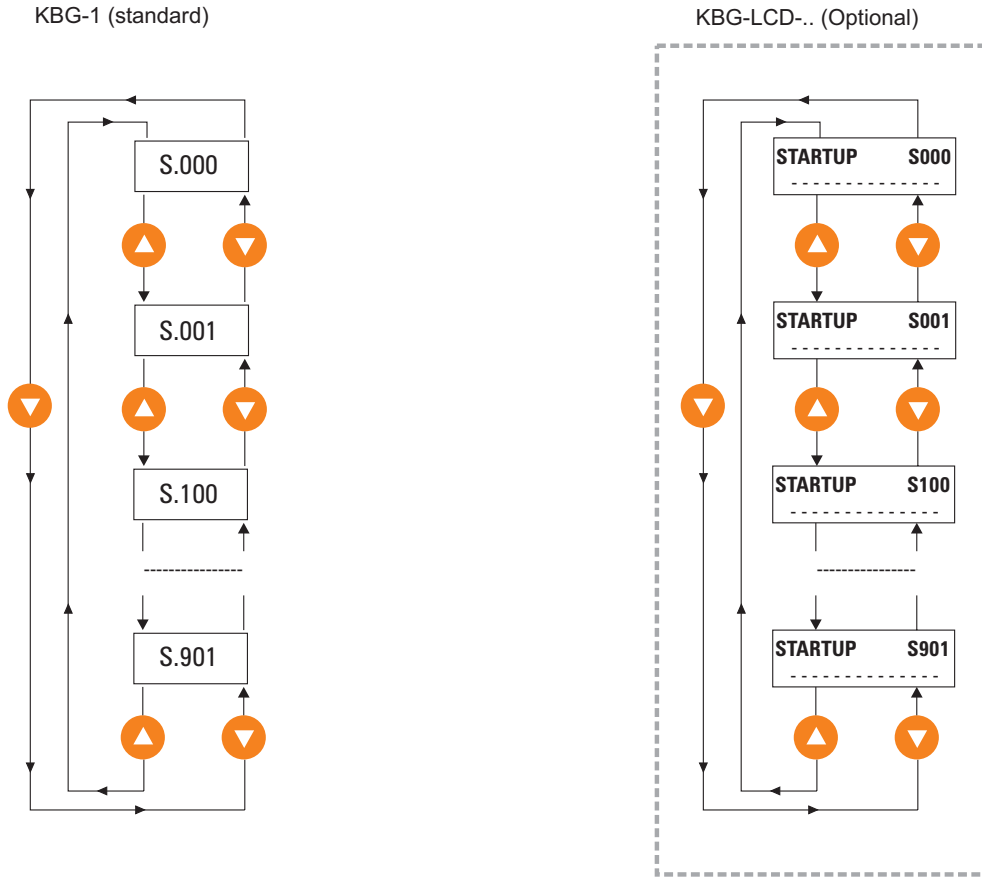 KBG-1 (standard)
S.000
S.001
S.100
----------------
S.901
KBG-LCD-.. (Optional)
STARTUP S000
- - - - - - - - - - - - - -
STARTUP S001
- - - - - - - - - - - - - -
STARTUP S100
- - - - - - - - - - - - - -
----------------
STARTUP S901
- - - - - - - - - - - - - -